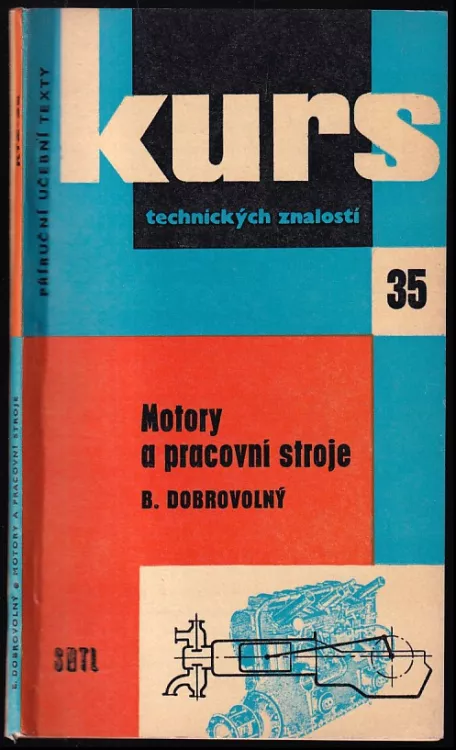 kurs
technických znalostí
PŘÍRUČNÍ UČEBNÍ TEXTY
35
Motory
a pracovní stroje
B. DOBROVOLNÝ
SNTL
B. DOBROVOLNÝ • MOTORY A PRACOVNÍ STROJE